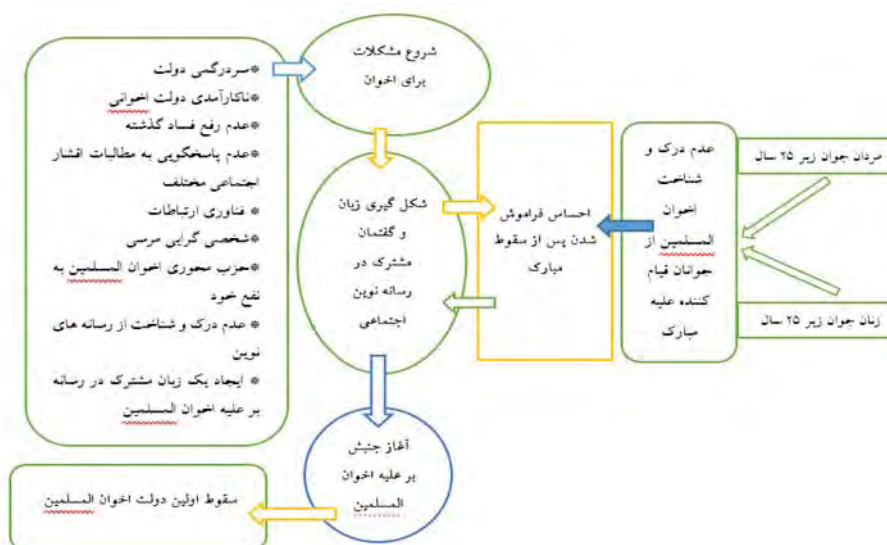 شروع مشکلات
برای اخوان
*سردرگمی دولت
*ناکارآمدی دولت اخوانی
*عدم رفع فساد گذشته
*عدم پاسخگویی به مطالبات اقشار
اجتماعی مختلف
* فناوری ارتباطات
*شخصی گرایی مرسی
*حزب محوری اخوان المسلمین به
نفع خود
* عدم درک و شناخت از رسانه های
نوین
* ایجاد یک زبان مشترک در رسانه
بر علیه اخوان المسلمین
مردان جوان زیر ۲۵ سال
زنان جوان زیر ۲۵ سال
عدم درک و
شناخت
اخوان
المسلمین از
جوانان قیام
کننده علیه
مبارک
احساس فراموش
شدن پس از سقوط
مبارک
شکل گیری زبان
و گفتمان
مشترک در
رسانه نوین
اجتماعی
آغاز جنبش
بر علیه اخوان
المسلمین
سقوط اولین دولت اخوان المسلمین